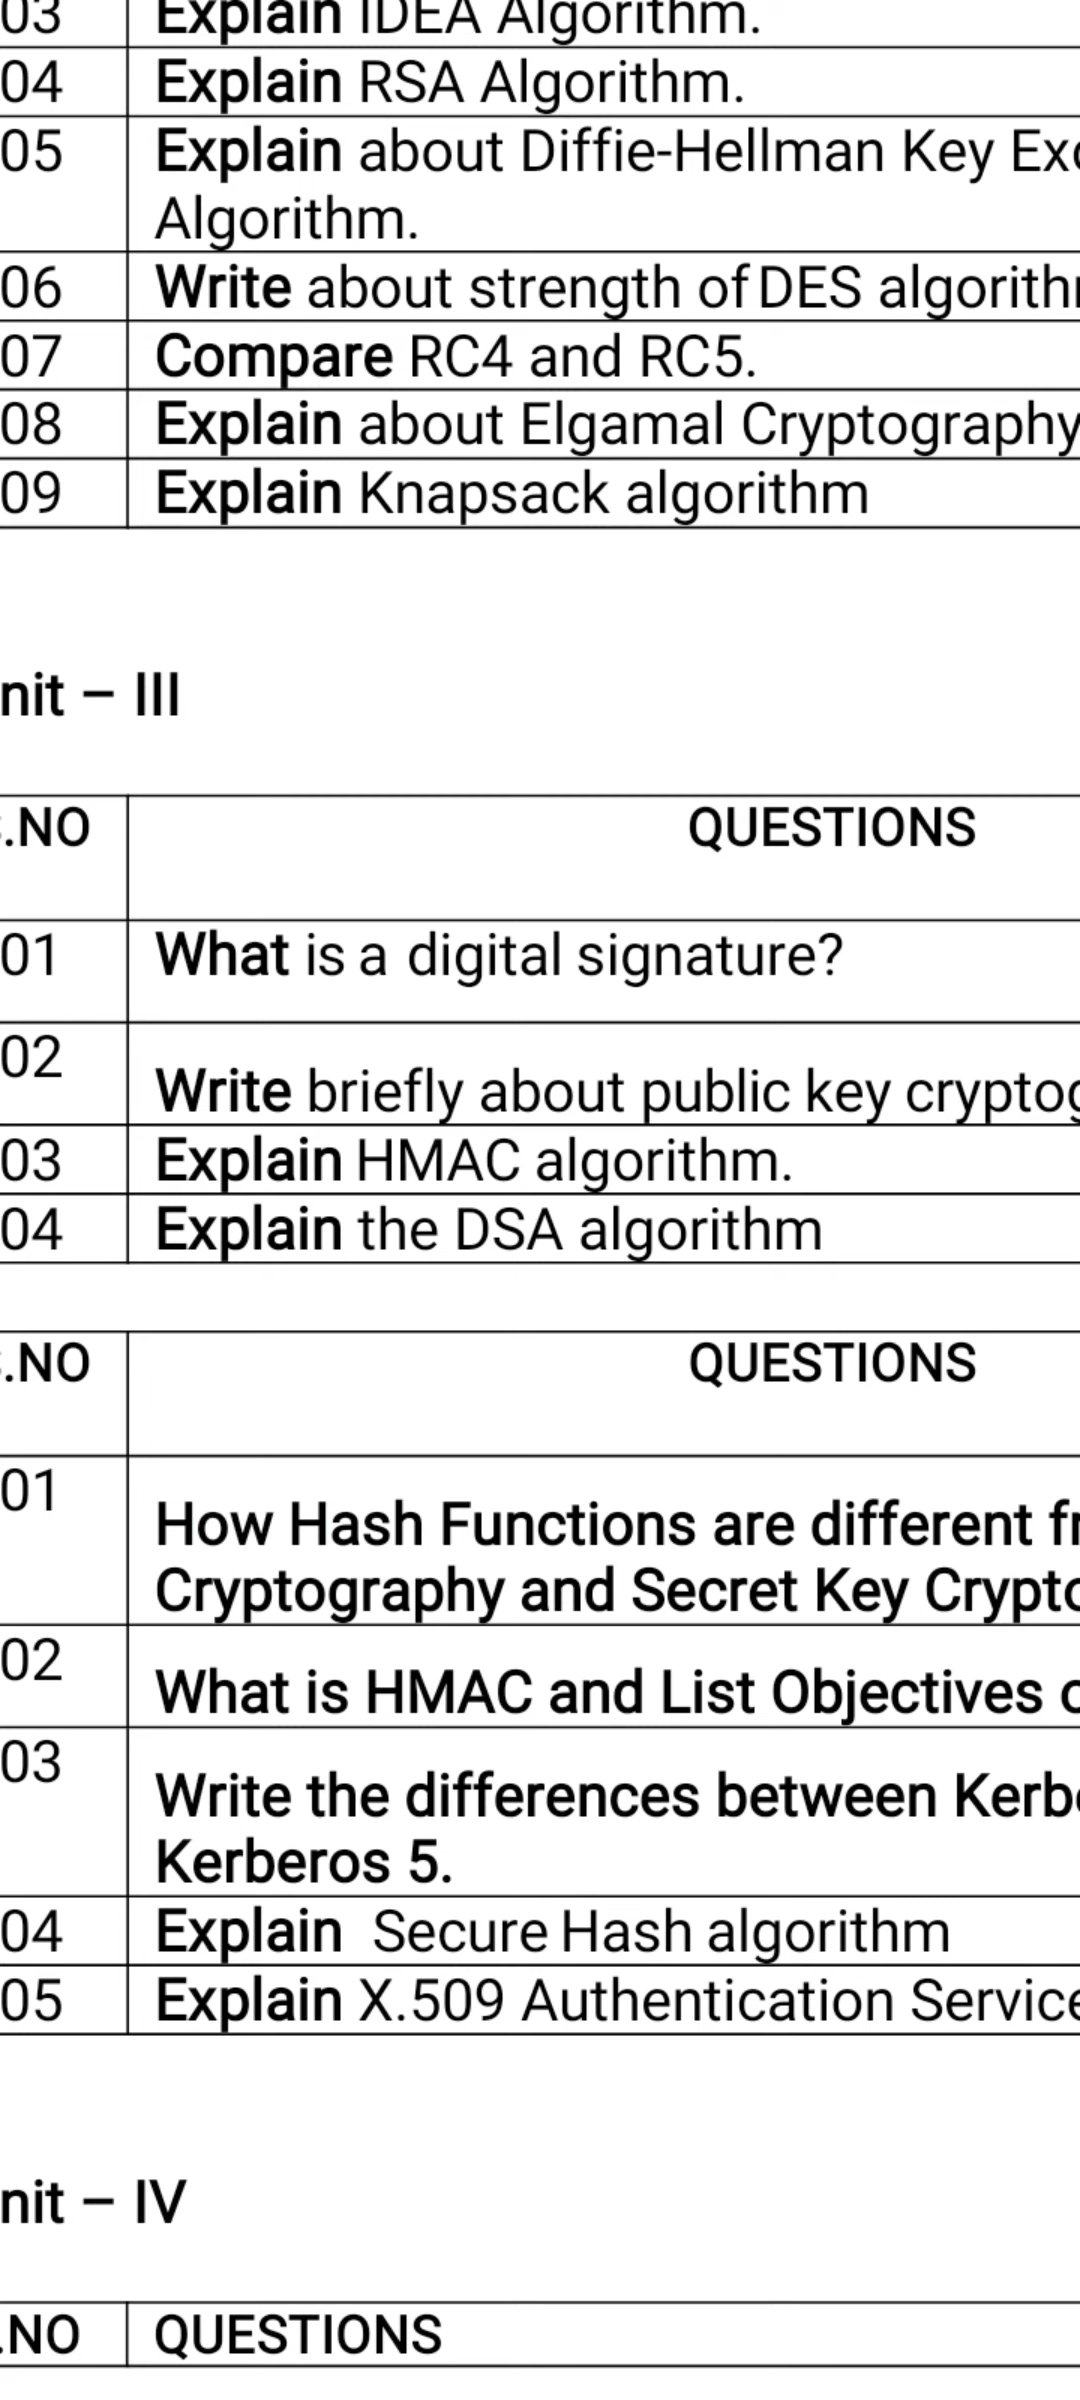 03 Explain IDEA Algorithm.
04 Explain RSA Algorithm.
05 Explain about Diffie-Hellman Key
Algorithm.
06 Write about strength of DES
07 Compare RC4 and RC5.
08 Explain about Elgamal Cryptography
09 Explain Knapsack algorithm
nit – III
.NO QUESTIONS
01 What is a digital signature?
02
Write briefly about public key
03 Explain HMAC algorithm.
04 Explain the DSA algorithm
.NO QUESTIONS
01
How Hash Functions are different
Cryptography and Secret Key
02
What is HMAC and List Objectives
03
Write the differences between
Kerberos 5.
04 Explain Secure Hash algorithm
05 Explain X.509 Authentication Service
nit – IV
.NO QUESTIONS